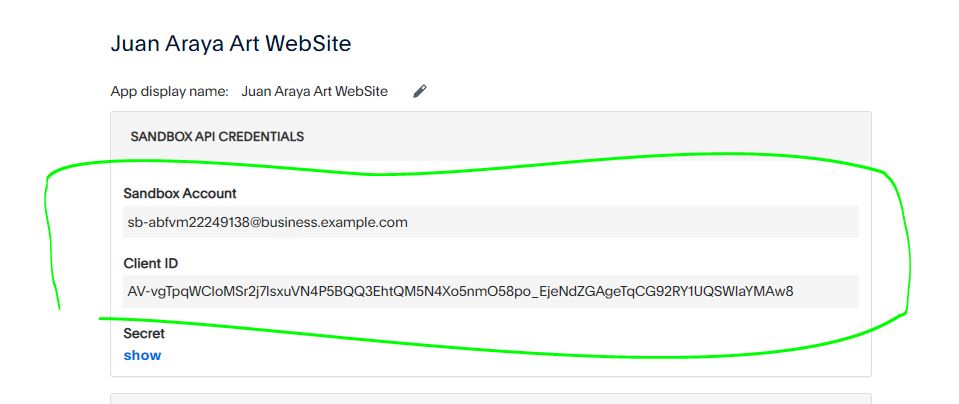 Juan Araya Art WebSite
App display name: Juan Araya Art WebSite
SANDBOX API CREDENTIALS
Sandbox Account
sb-abfvm22249138@business.example.com
Client ID
AV-vgTpqWCloMSr2j7lsxuVN4P5BQQ3EhtQM5N4Xo5nmO58po_EjeNdZGAgeTqCG92RY1UQSWlaYMAw8
Secret
show